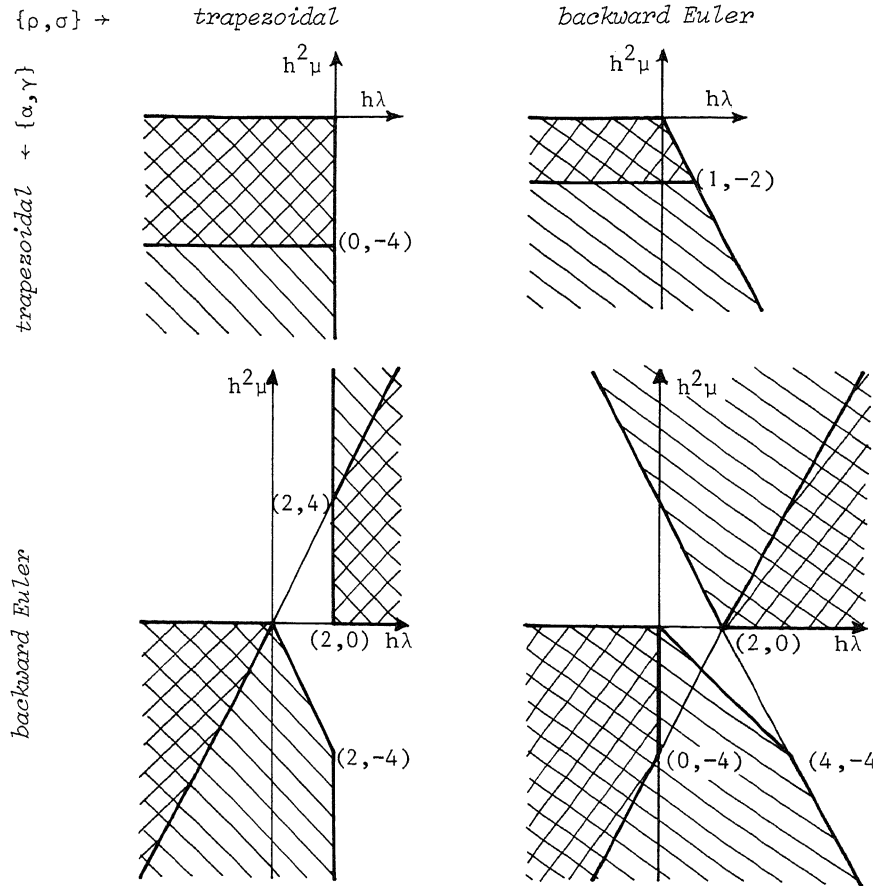 {ρ,σ} → trapezoidal backward Euler
trapezoidal ← {α,γ}
h²μ
hλ
(0,-4)
h²μ
hλ
(1,-2)
backward Euler
h²μ
(2,4)
(2,0) hλ
(2,-4)
h²μ
(2,0) hλ
(0,-4)
(4,-4